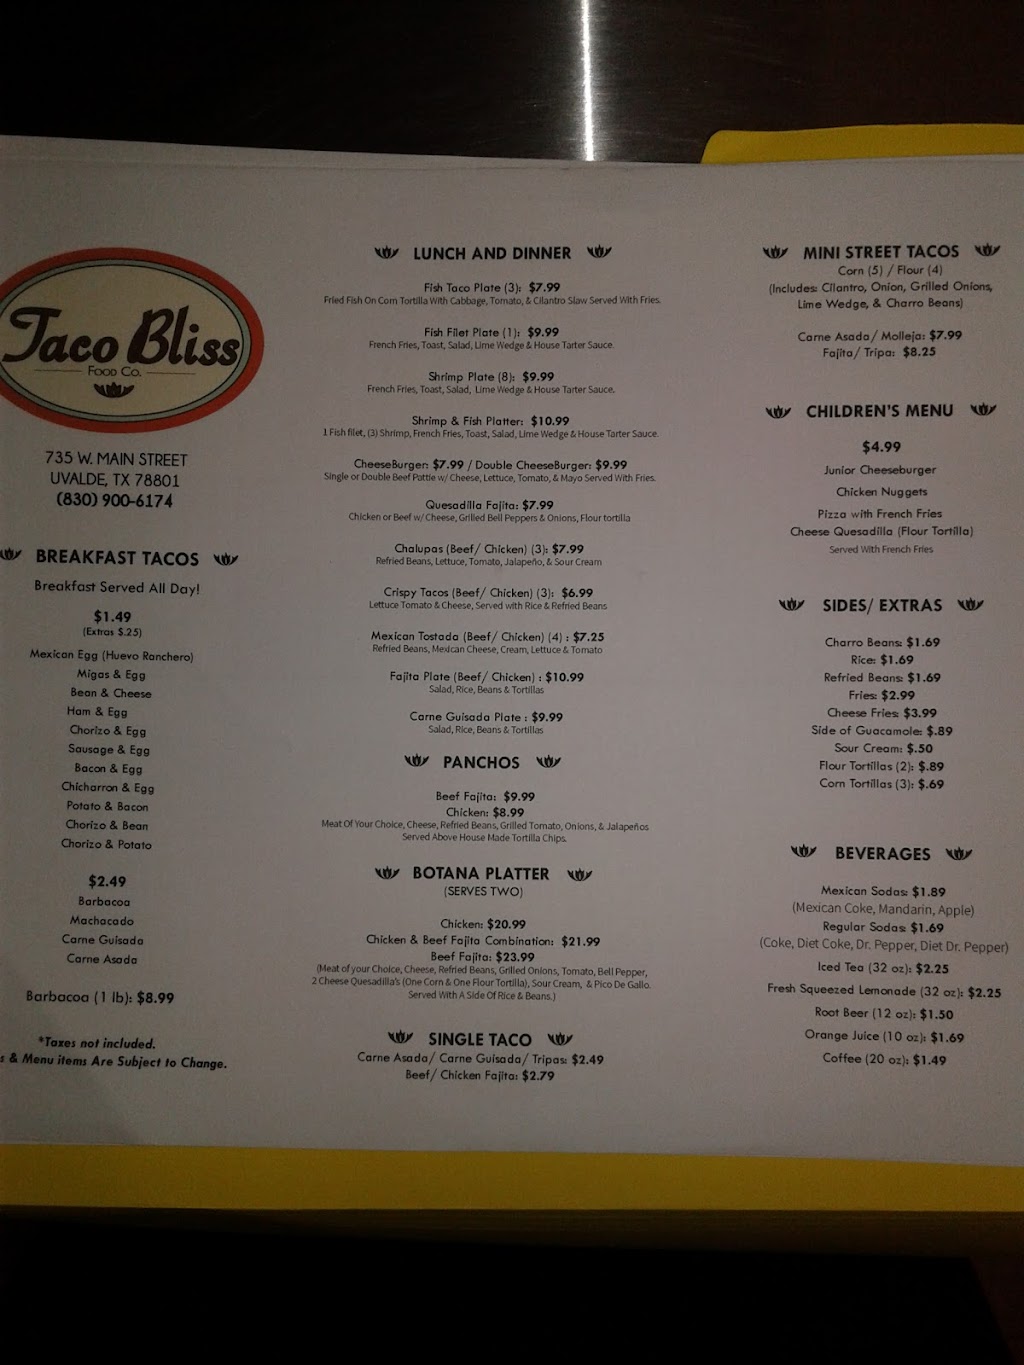 Taco Bliss
FOOD CO.
735 W. MAIN STREET
UVALDE, TX 78801
(830) 900-6174
BREAKFAST TACOS
Breakfast Served All Day!
$1.49
(Extras $.25)
Mexican Egg (Huevo Ranchero)
Migas & Egg
Bean & Cheese
Ham & Egg
Chorizo & Egg
Sausage & Egg
Bacon & Egg
Chicharron & Egg
Potato & Bacon
Chorizo & Bean
Chorizo & Potato
$2.49
Barbacoa
Machacado
Carne Guisada
Carne Asada
Barbacoa (1 lb): $8.99
*Taxes not included.
& Menu items Are Subject to Change.
LUNCH AND DINNER
Fish Taco Plate (3): $7.99
Fried Fish On Corn Tortilla With Cabbage, Tomato, & Cilantro Slaw Served With Fries.
Fish Filet Plate (1): $9.99
French Fries, Toast, Salad, Lime Wedge & House Tarter Sauce.
Shrimp Plate (8): $9.99
French Fries, Toast, Salad, Lime Wedge & House Tarter Sauce.
Shrimp & Fish Platter: $10.99
1 Fish filet, (3) Shrimp, French Fries, Toast, Salad, Lime Wedge & House Tarter Sauce.
CheeseBurger: $7.99 / Double CheeseBurger: $9.99
Single or Double Beef Pattie w/ Cheese, Lettuce, Tomato, & Mayo Served With Fries.
Quesadilla Fajita: $7.99
Chicken or Beef w/ Cheese, Grilled Bell Peppers & Onions, Flour tortilla
Chalupas (Beef/ Chicken) (3): $7.99
Refried Beans, Lettuce, Tomato, Jalapeño, & Sour Cream
Crispy Tacos (Beef/ Chicken) (3): $6.99
Lettuce Tomato & Cheese, Served with Rice & Refried Beans
Mexican Tostada (Beef/ Chicken) (4) : $7.25
Refried Beans, Mexican Cheese, Cream, Lettuce & Tomato
Fajita Plate (Beef/ Chicken) : $10.99
Salad, Rice, Beans & Tortillas
Carne Guisada Plate : $9.99
Salad, Rice, Beans & Tortillas
PANCHOS
Beef Fajita: $9.99
Chicken: $8.99
Meat Of Your Choice, Cheese, Refried Beans, Grilled Tomato, Onions, & Jalapeños
Served Above House Made Tortilla Chips.
BOTANA PLATTER
(SERVES TWO)
Chicken: $20.99
Chicken & Beef Fajita Combination: $21.99
Beef Fajita: $23.99
(Meat of your Choice, Cheese, Refried Beans, Grilled Onions, Tomato, Bell Pepper,
2 Cheese Quesadilla's (One Corn & One Flour Tortilla), Sour Cream, & Pico De Gallo.
Served With A Side Of Rice & Beans.)
SINGLE TACO
Carne Asada/ Carne Guisada/ Tripas: $2.49
Beef/ Chicken Fajita: $2.79
MINI STREET TACOS
Corn (5) / Flour (4)
(Includes: Cilantro, Onion, Grilled Onions,
Lime Wedge, & Charro Beans)
Carne Asada/ Molleja: $7.99
Fajita/ Tripa: $8.25
CHILDREN'S MENU
$4.99
Junior Cheeseburger
Chicken Nuggets
Pizza with French Fries
Cheese Quesadilla (Flour Tortilla)
Served With French Fries
SIDES/ EXTRAS
Charro Beans: $1.69
Rice: $1.69
Refried Beans: $1.69
Fries: $2.99
Cheese Fries: $3.99
Side of Guacamole: $.89
Sour Cream: $.50
Flour Tortillas (2): $.89
Corn Tortillas (3): $.69
BEVERAGES
Mexican Sodas: $1.89
(Mexican Coke, Mandarin, Apple)
Regular Sodas: $1.69
(Coke, Diet Coke, Dr. Pepper, Diet Dr. Pepper)
Iced Tea (32 oz): $2.25
Fresh Squeezed Lemonade (32 oz): $2.25
Root Beer (12 oz): $1.50
Orange Juice (10 oz): $1.69
Coffee (20 oz): $1.49